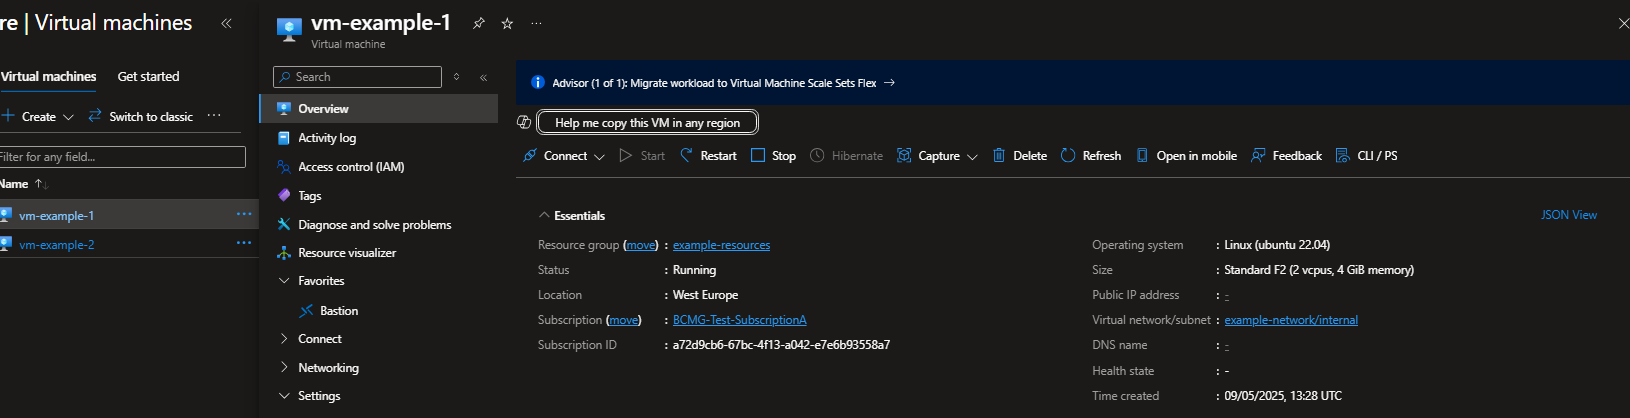 re | Virtual machines «
Virtual machines Get started
Create Switch to classic ...
Filter for any field...
Name ↑↓
vm-example-1 ...
vm-example-2 ...
vm-example-1 ...
Virtual machine
Search «
Overview
Activity log
Access control (IAM)
Tags
Diagnose and solve problems
Resource visualizer
Favorites
Bastion
Connect
Networking
Settings
Advisor (1 of 1): Migrate workload to Virtual Machine Scale Sets Flex →
Help me copy this VM in any region
Connect Start Restart Stop Hibernate Capture Delete Refresh Open in mobile Feedback CLI / PS
Essentials JSON View
Resource group (move) : example-resources
Status : Running
Location : West Europe
Subscription (move) : BCMG-Test-SubscriptionA
Subscription ID : a72d9cb6-67bc-4f13-a042-e7e6b93558a7
Operating system : Linux (ubuntu 22.04)
Size : Standard F2 (2 vcpus, 4 GiB memory)
Public IP address : -
Virtual network/subnet : example-network/internal
DNS name : -
Health state : -
Time created : 09/05/2025, 13:28 UTC